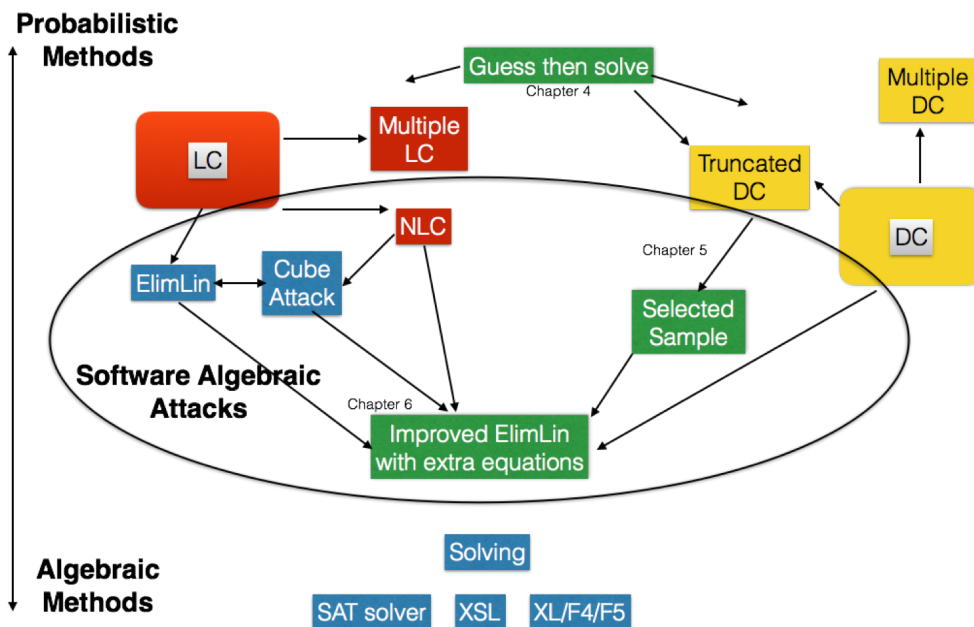 Probabilistic
Methods
Guess then solve
Chapter 4
Multiple
DC
LC
Multiple
LC
Truncated
DC
NLC
DC
Chapter 5
ElimLin
Cube
Attack
Selected
Sample
Software Algebraic
Attacks
Chapter 6
Improved ElimLin
with extra equations
Solving
Algebraic
Methods
SAT solver
XSL
XL/F4/F5